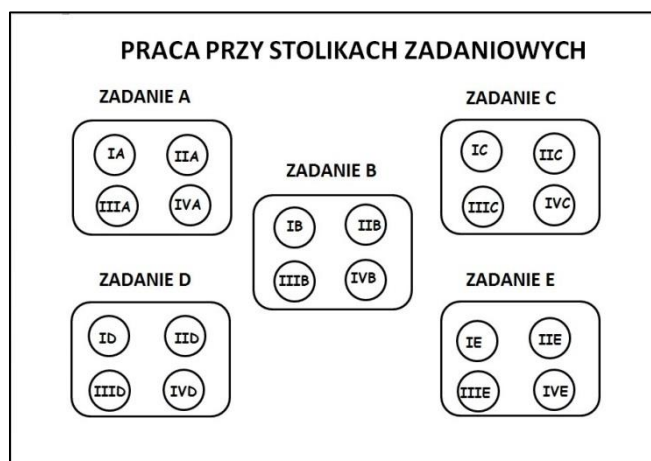 PRACA PRZY STOLIKACH ZADANIOWYCH
ZADANIE A
IA IIA
IIIA IVA
ZADANIE B
IB IIB
IIIB IVB
ZADANIE C
IC IIC
IIIC IVC
ZADANIE D
ID IID
IIID IVD
ZADANIE E
IE IIE
IIIE IVE